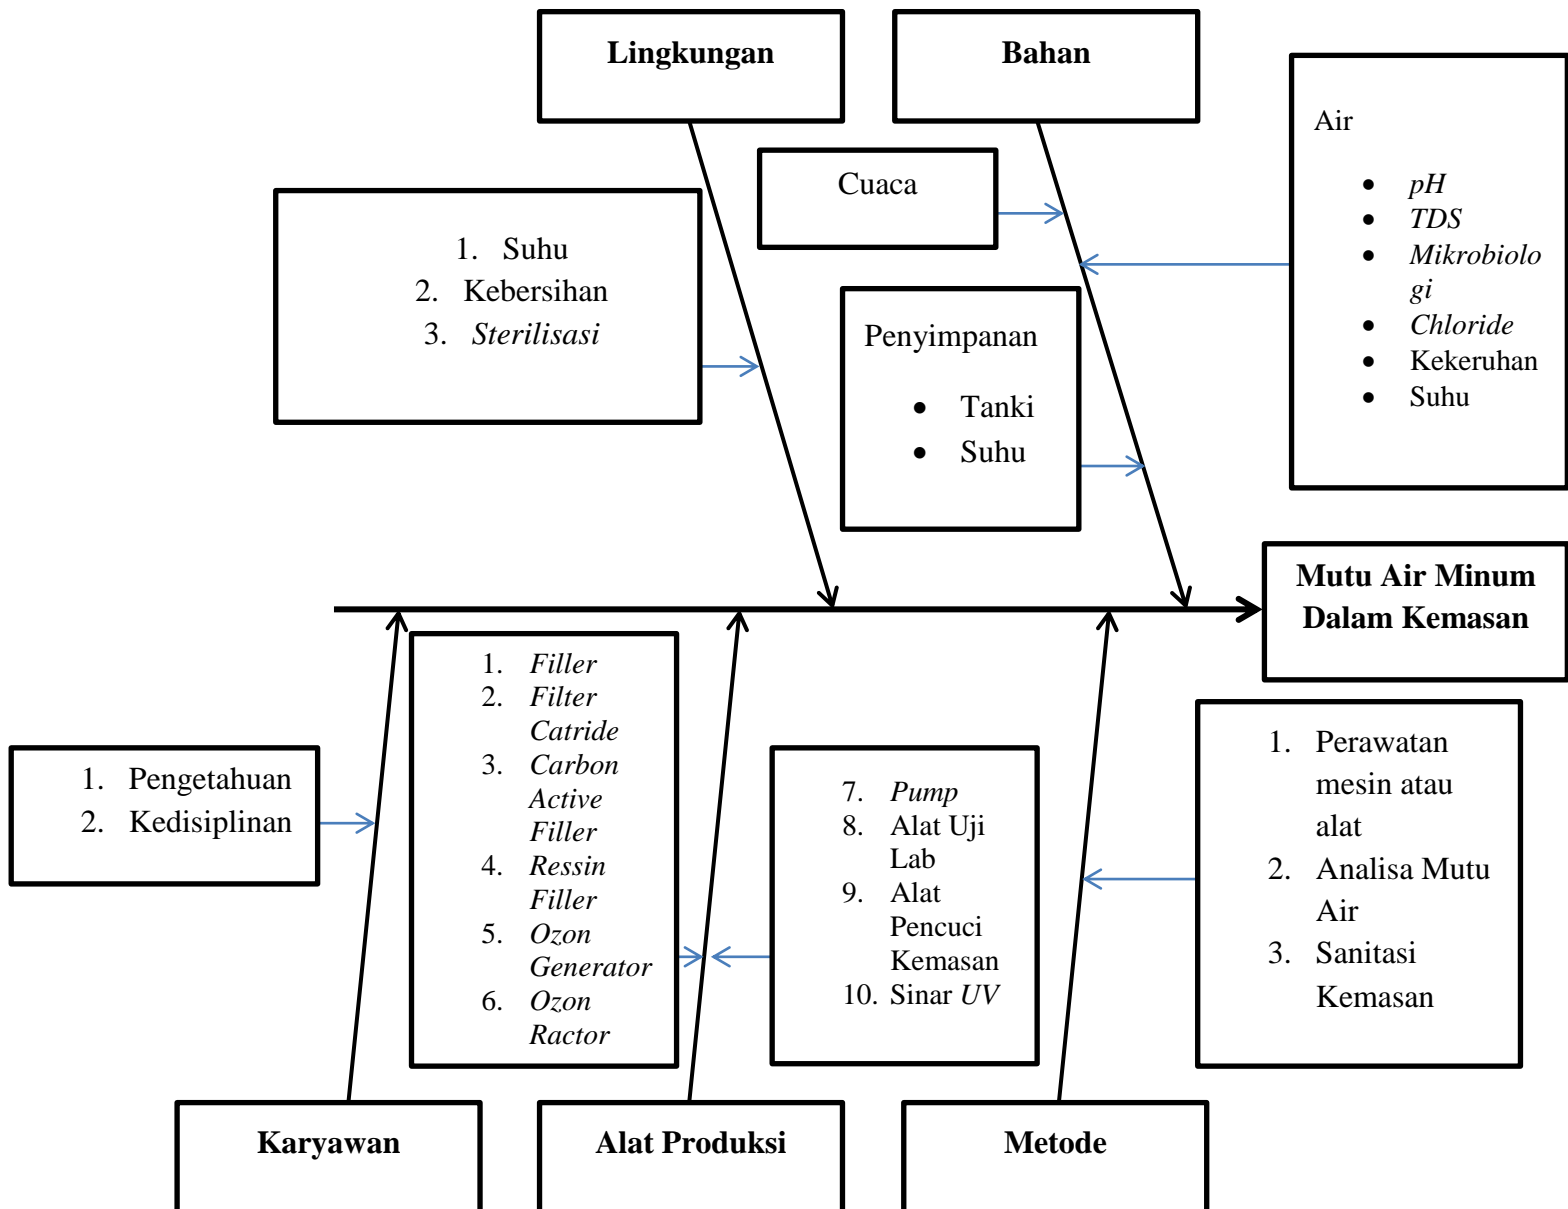 Lingkungan
Bahan
Air
• pH
• TDS
• Mikrobiolo
gi
• Chloride
• Kekeruhan
• Suhu
Cuaca
1. Suhu
2. Kebersihan
3. Sterilisasi
Penyimpanan
• Tanki
• Suhu
Mutu Air Minum
Dalam Kemasan
1. Pengetahuan
2. Kedisiplinan
1. Filler
2. Filter
Catride
3. Carbon
Active
Filler
4. Ressin
Filler
5. Ozon
Generator
6. Ozon
Ractor
7. Pump
8. Alat Uji
Lab
9. Alat
Pencuci
Kemasan
10. Sinar UV
1. Perawatan
mesin atau
alat
2. Analisa Mutu
Air
3. Sanitasi
Kemasan
Karyawan
Alat Produksi
Metode